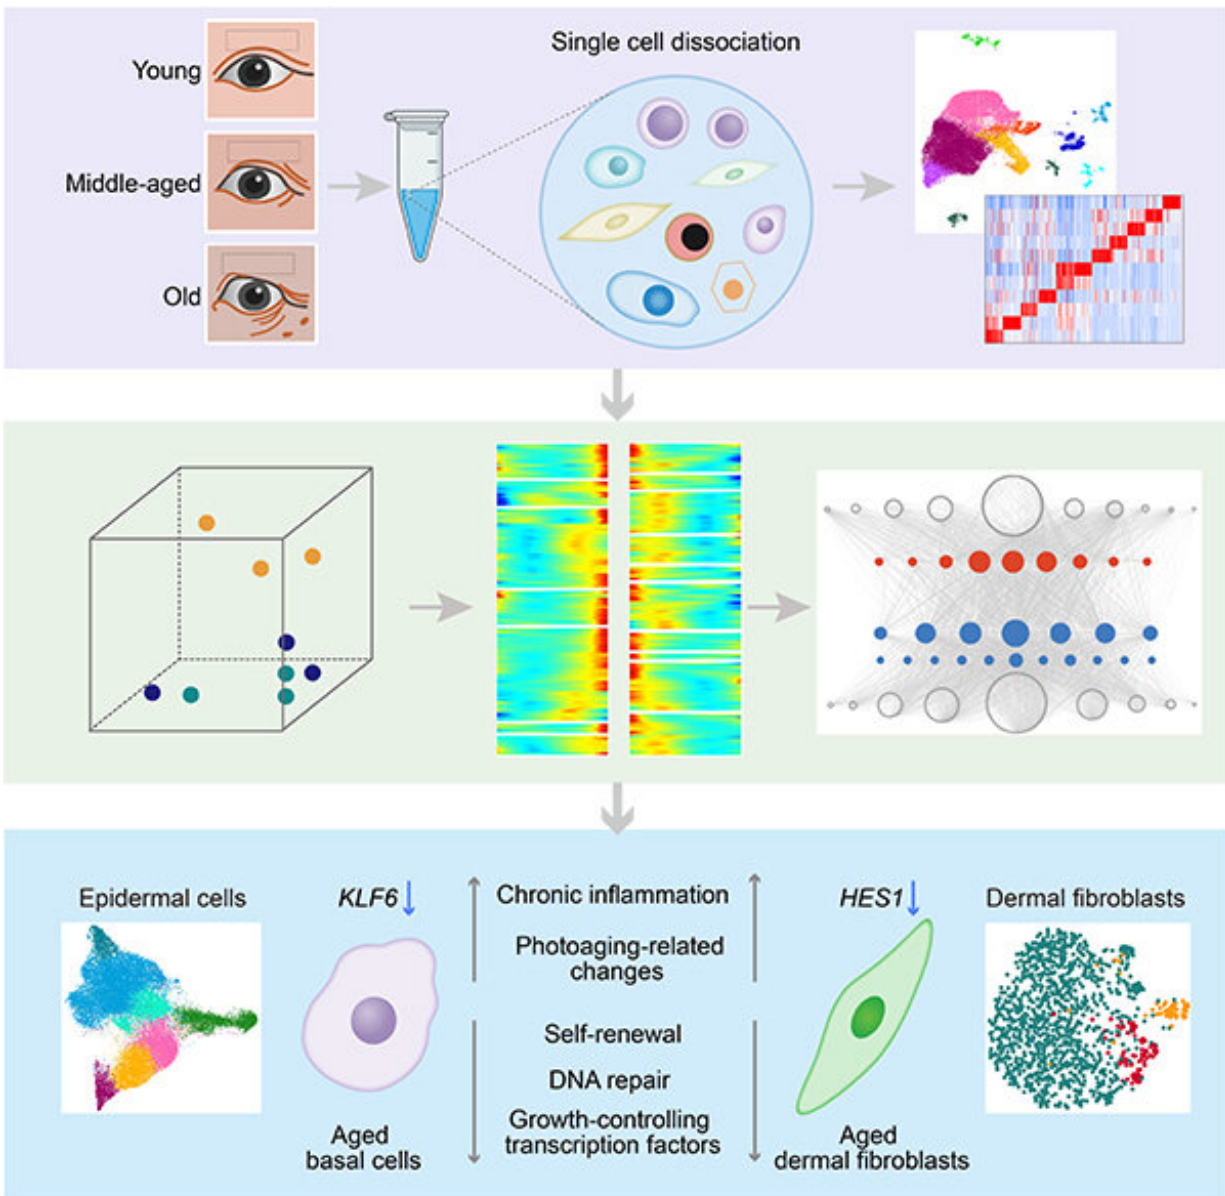 Single cell dissociation
Young
Middle-aged
Old
Epidermal cells
KLF6
Chronic inflammation
HES1
Dermal fibroblasts
Photoaging-related
changes
Self-renewal
DNA repair
Growth-controlling
transcription factors
Aged
basal cells
Aged
dermal fibroblasts